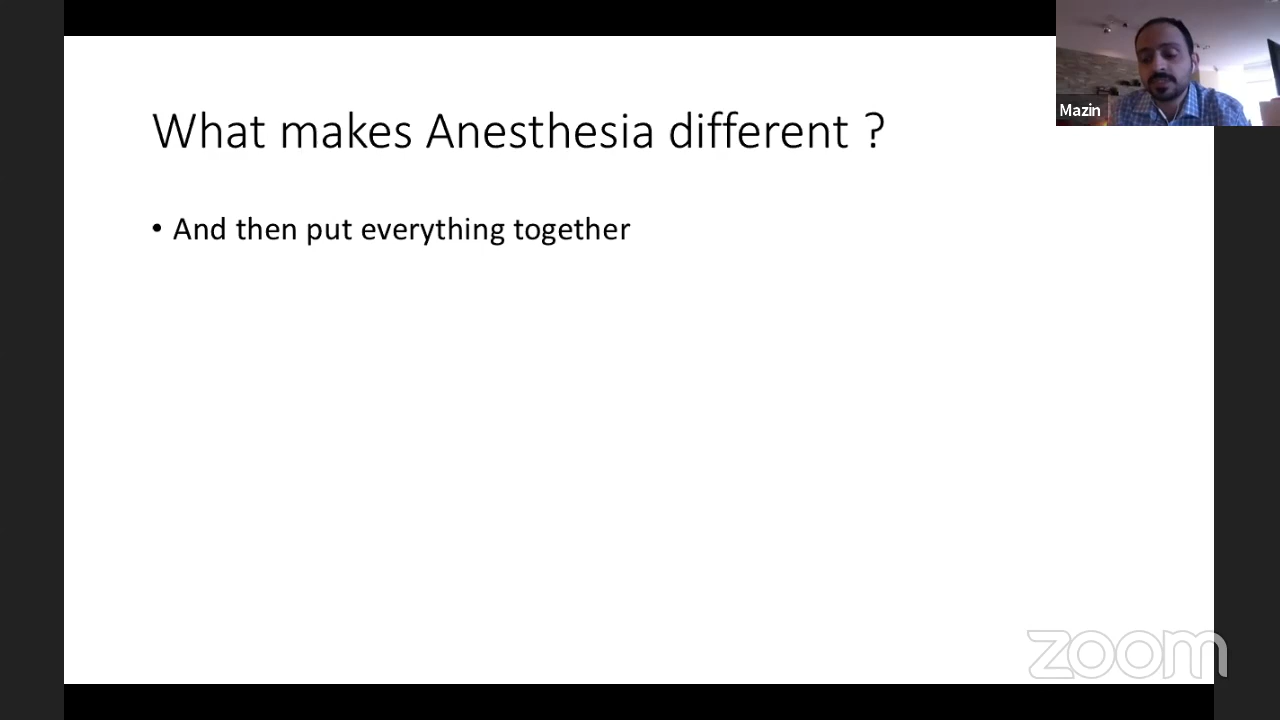 What makes Anesthesia different ?
• And then put everything together
Mazin
zoom